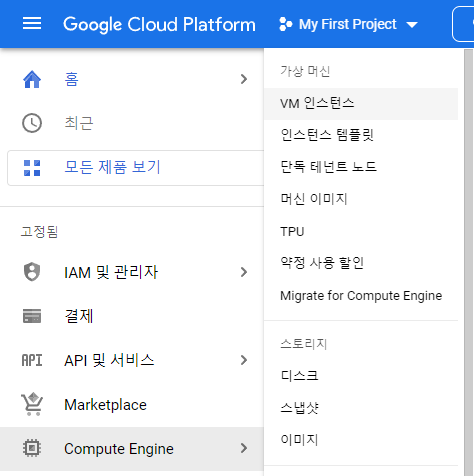 Google Cloud Platform
My First Project
홈
최근
모든 제품 보기
고정됨
IAM 및 관리자
결제
API
API 및 서비스
Marketplace
Compute Engine
가상 머신
VM 인스턴스
인스턴스 템플릿
단독 테넌트 노드
머신 이미지
TPU
약정 사용 할인
Migrate for Compute Engine
스토리지
디스크
스냅샷
이미지